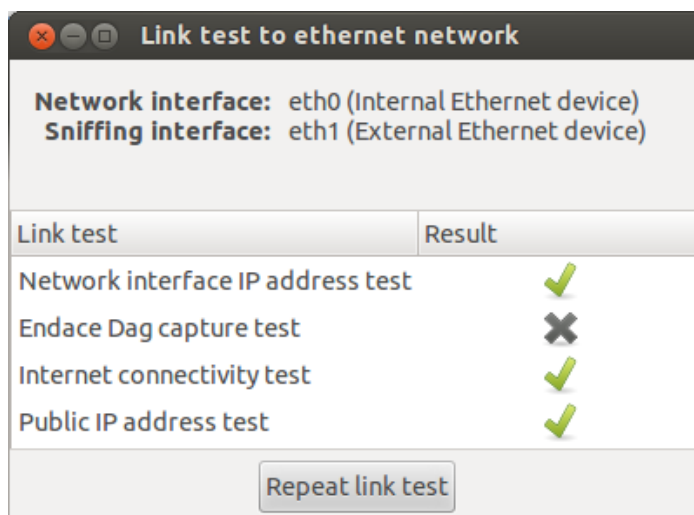 Link test to ethernet network
Network interface: eth0 (Internal Ethernet device)
Sniffing interface: eth1 (External Ethernet device)
Link test Result
Network interface IP address test
Endace Dag capture test
Internet connectivity test
Public IP address test
Repeat link test